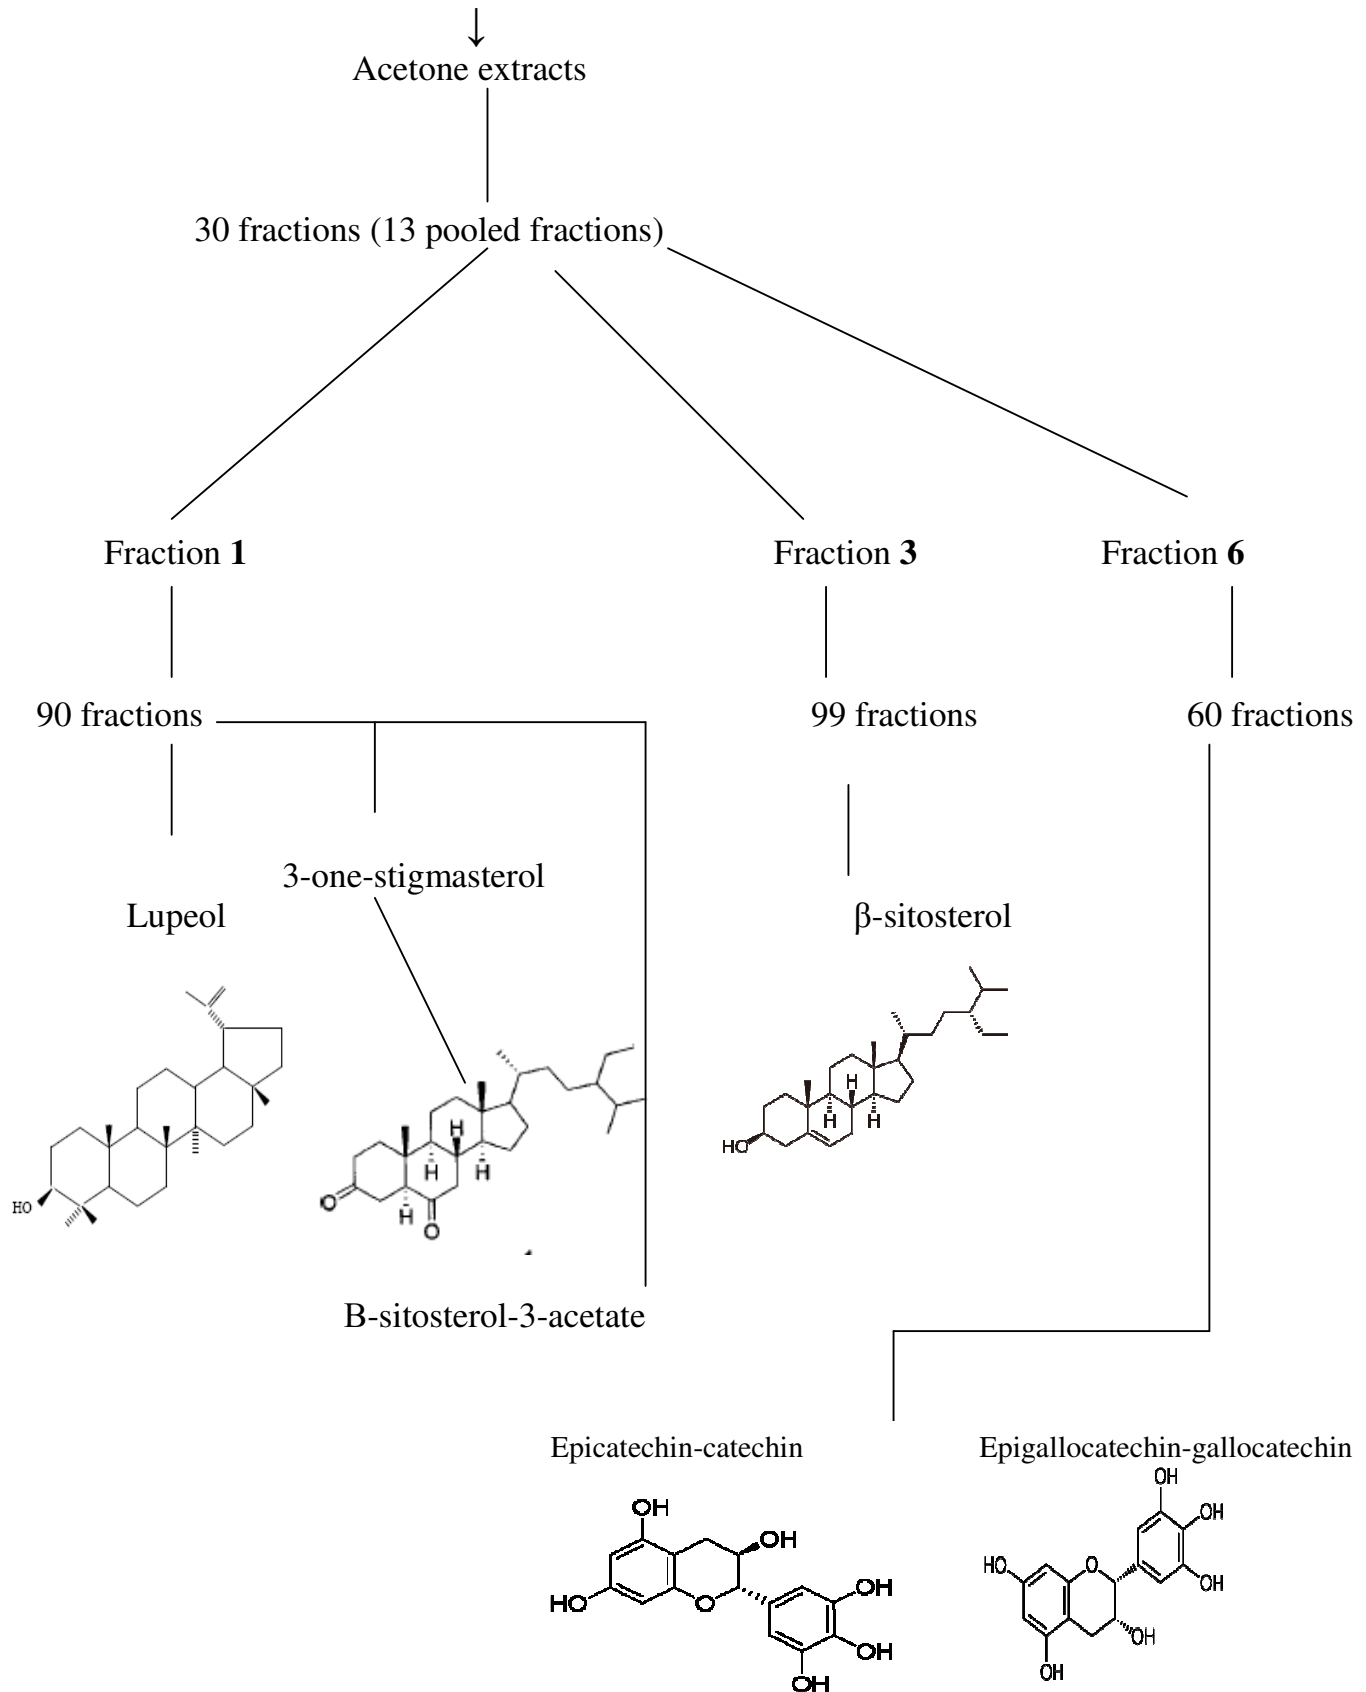 Acetone extracts
30 fractions (13 pooled fractions)
Fraction 1
Fraction 3
Fraction 6
90 fractions
99 fractions
60 fractions
3-one-stigmasterol
Lupeol
β-sitosterol
HO
H
H
H
O
H
O
H
H
H
HO
B-sitosterol-3-acetate
Epicatechin-catechin
Epigallocatechin-gallocatechin
OH
OH
HO
O
OH
OH
OH
OH
OH
OH
HO
O
OH
OH